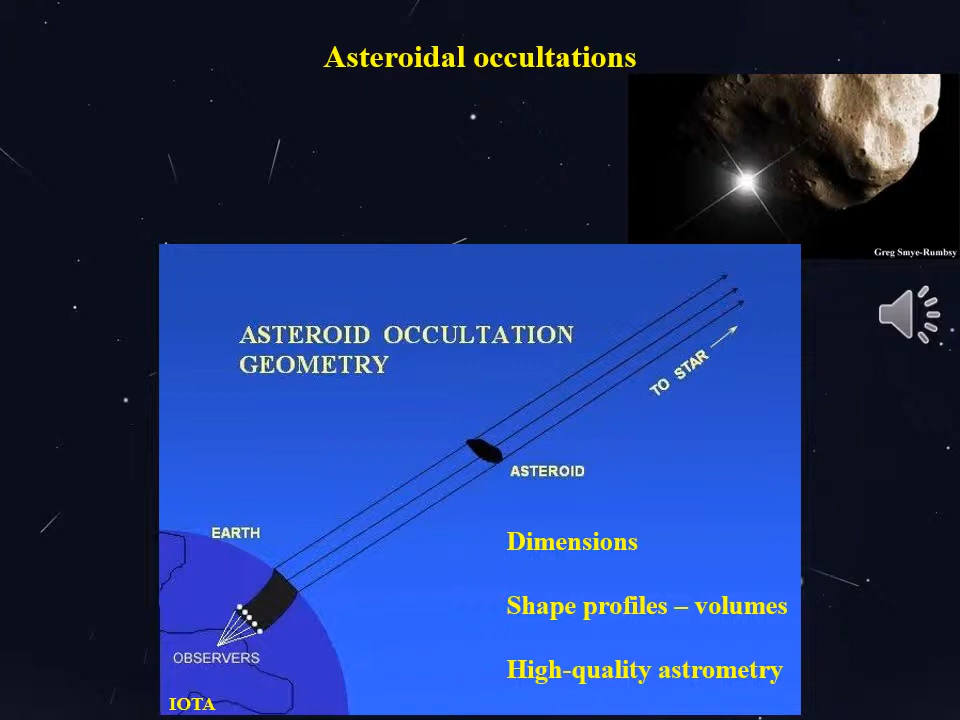 Asteroidal occultations
Greg Smye-Rumbsy
ASTEROID OCCULTATION
GEOMETRY
TO STAR
ASTEROID
EARTH
Dimensions
Shape profiles – volumes
OBSERVERS
High-quality astrometry
IOTA